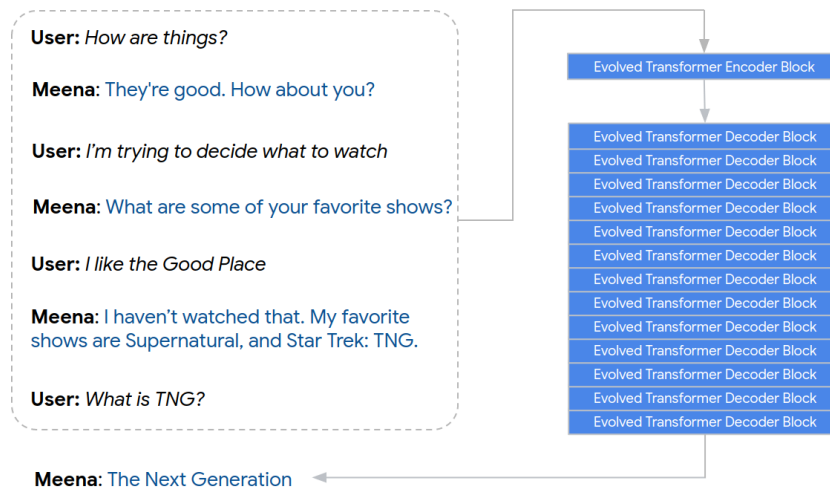 User: How are things?
Meena: They're good. How about you?
User: I’m trying to decide what to watch
Meena: What are some of your favorite shows?
User: I like the Good Place
Meena: I haven’t watched that. My favorite
shows are Supernatural, and Star Trek: TNG.
User: What is TNG?
Meena: The Next Generation
Evolved Transformer Encoder Block
Evolved Transformer Decoder Block
Evolved Transformer Decoder Block
Evolved Transformer Decoder Block
Evolved Transformer Decoder Block
Evolved Transformer Decoder Block
Evolved Transformer Decoder Block
Evolved Transformer Decoder Block
Evolved Transformer Decoder Block
Evolved Transformer Decoder Block
Evolved Transformer Decoder Block
Evolved Transformer Decoder Block
Evolved Transformer Decoder Block
Evolved Transformer Decoder Block